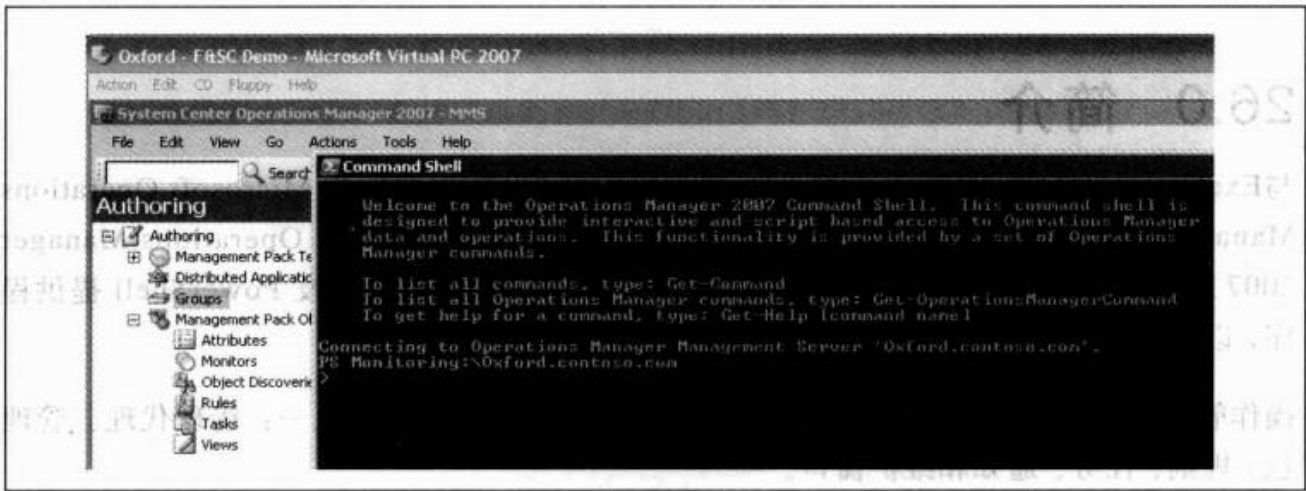 Oxford - F&SC Demo - Microsoft Virtual PC 2007
Action Edit CD Floppy Help
System Center Operations Manager 2007 - MMS
File Edit View Go Actions Tools Help
Search
Command Shell
Authoring
Authoring
Management Pack Te
Distributed Applicatio
Groups
Management Pack Ob
Attributes
Monitors
Object Discoverie
Rules
Tasks
Views
Welcome to the Operations Manager 2007 Command Shell. This command shell is
designed to provide interactive and script based access to Operations Manager
data and operations. This functionality is provided by a set of Operations
Manager commands.
To list all commands, type: Get-Command
To list all Operations Manager commands, type: Get-OperationsManagerCommand
To get help for a command, type: Get-Help [command name]
Connecting to Operations Manager Management Server 'Oxford.contoso.com'.
PS Monitoring:\Oxford.contoso.com
>
26.0 简介